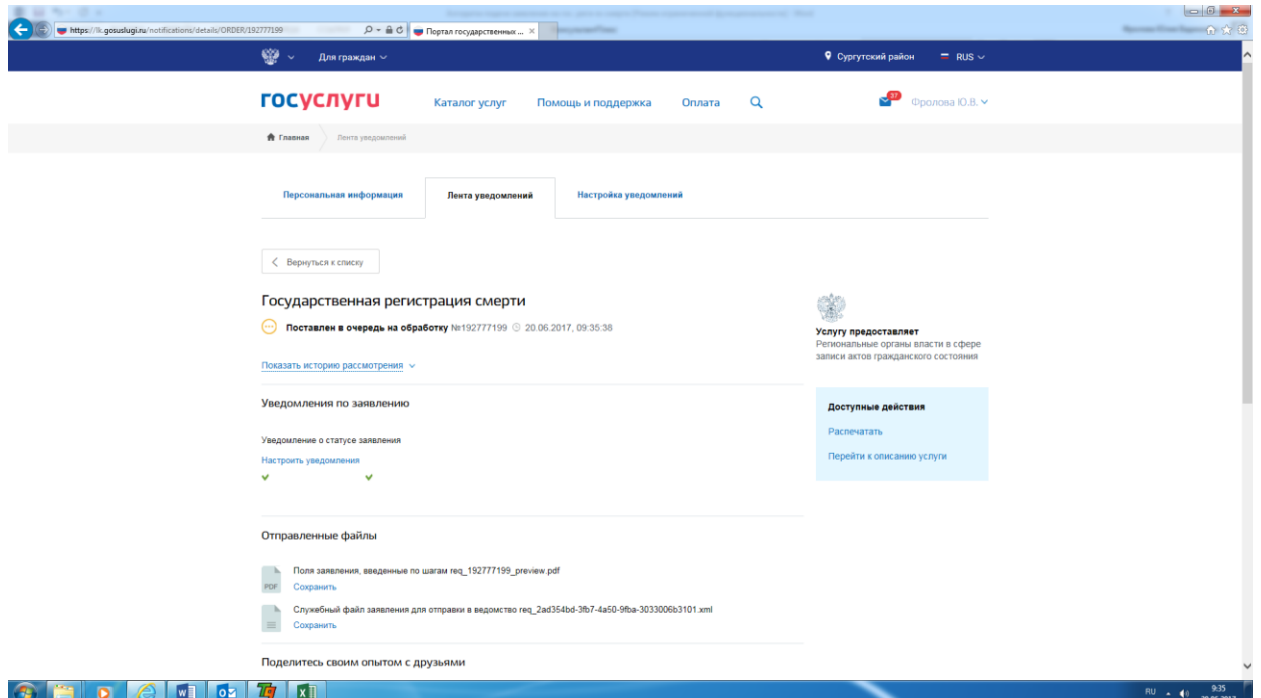 https://lk.gosuslugi.ru/notifications/details/ORDER/192777199
Портал государственных ...
Для граждан
Сургутский район
RUS
госуслуги
Каталог услуг
Помощь и поддержка
Оплата
37
Фролова Ю.В.
Главная
Лента уведомлений
Персональная информация
Лента уведомлений
Настройка уведомлений
Вернуться к списку
Государственная регистрация смерти
Поставлен в очередь на обработку №192777199 20.06.2017, 09:35:38
Показать историю рассмотрения
Услугу предоставляет
Региональные органы власти в сфере
записи актов гражданского состояния
Уведомления по заявлению
Уведомление о статусе заявления
Настроить уведомления
Доступные действия
Распечатать
Перейти к описанию услуги
Отправленные файлы
Поля заявления, введенные по шагам req_192777199_preview.pdf
PDF
Сохранить
Служебный файл заявления для отправки в ведомство req_2ad354bd-3fb7-4a50-9fba-3033006b3101.xml
Сохранить
Поделитесь своим опытом с друзьями
RU
9:35